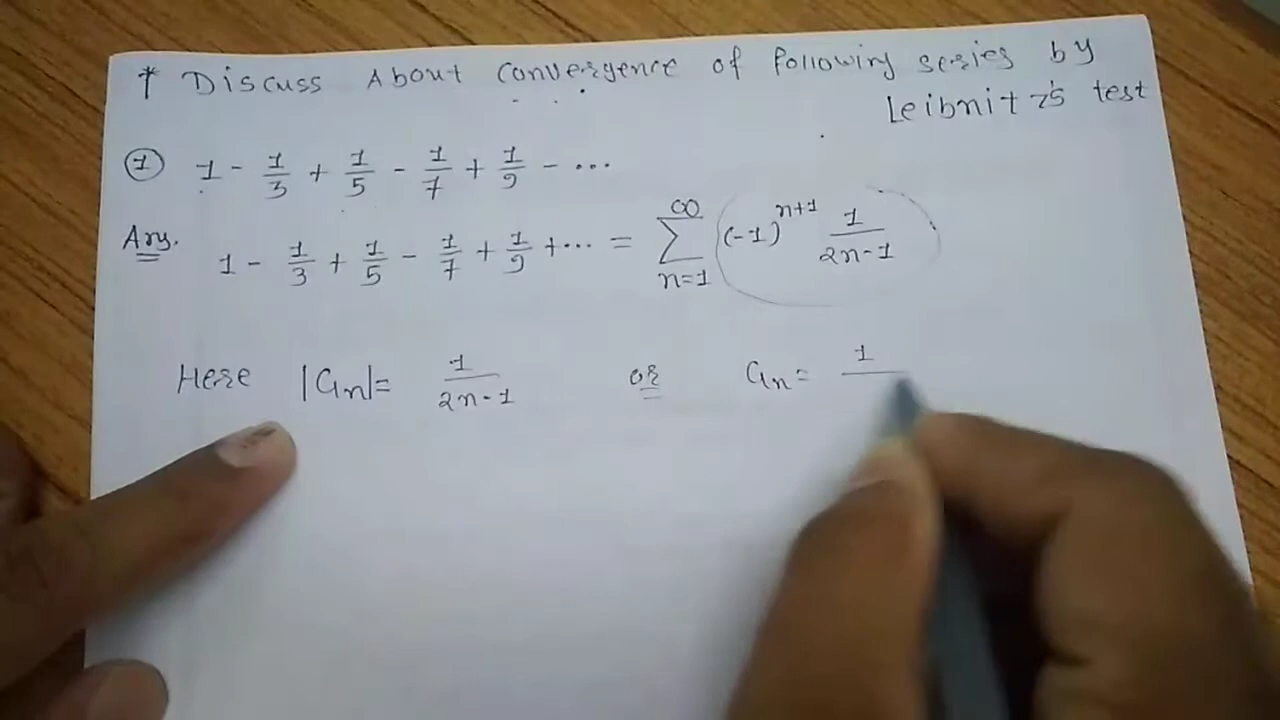 * Discuss About Convergence of following series by
Leibnitz's test
① 1 - 1/3 + 1/5 - 1/7 + 1/9 - ...
Ans. 1 - 1/3 + 1/5 - 1/7 + 1/9 + ... = ∑_{n=1}^{∞} (-1)^{n+1} 1/(2n-1)
Here |an| = 1/(2n-1) or an = 1